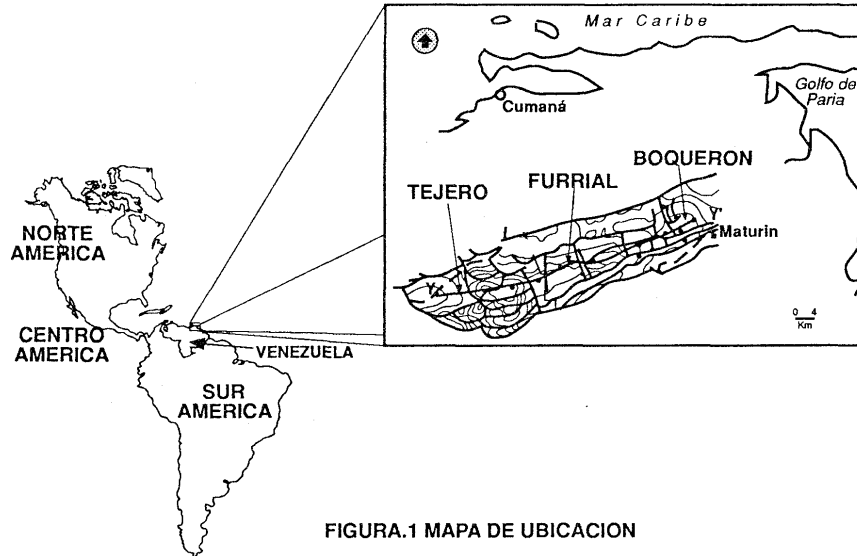 Mar Caribe
Golfo de
Paria
Cumaná
BOQUERON
FURRIAL
TEJERO
Maturin
0 4
Km
NORTE
AMERICA
CENTRO
AMERICA
VENEZUELA
SUR
AMERICA
FIGURA.1 MAPA DE UBICACION